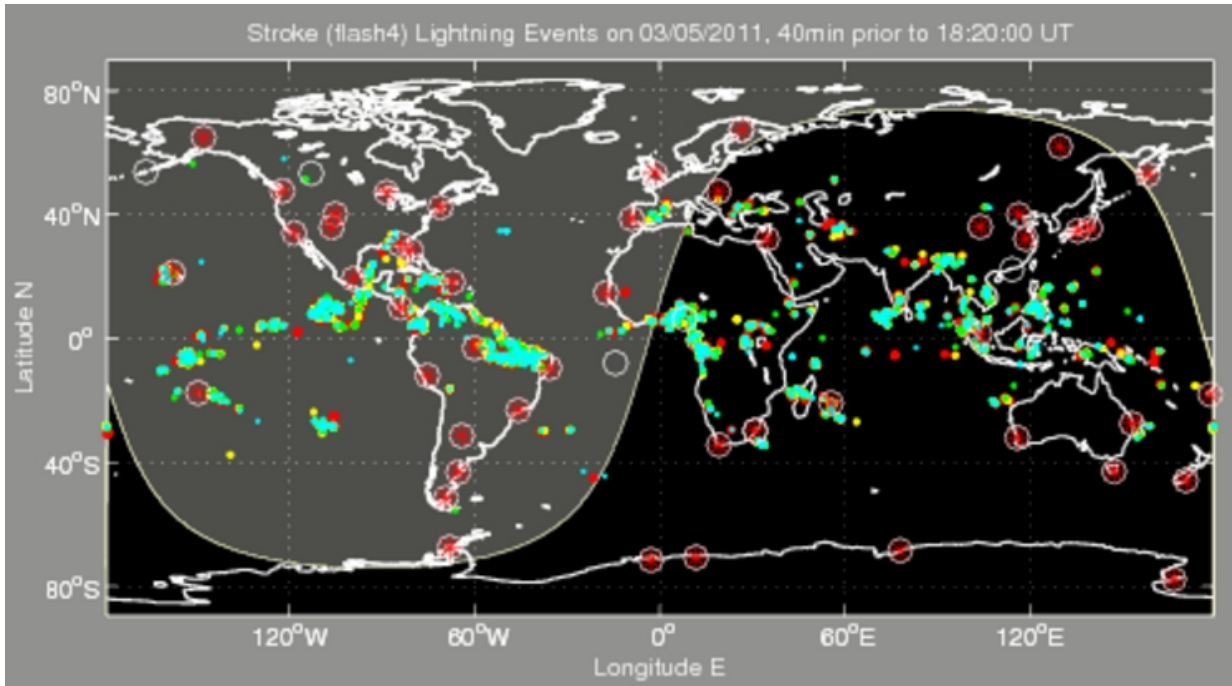 Stroke (flash4) Lightning Events on 03/05/2011, 40min prior to 18:20:00 UT
80°N
40°N
0°
40°S
80°S
Latitude N
120°W 60°W 0° 60°E 120°E
Longitude E